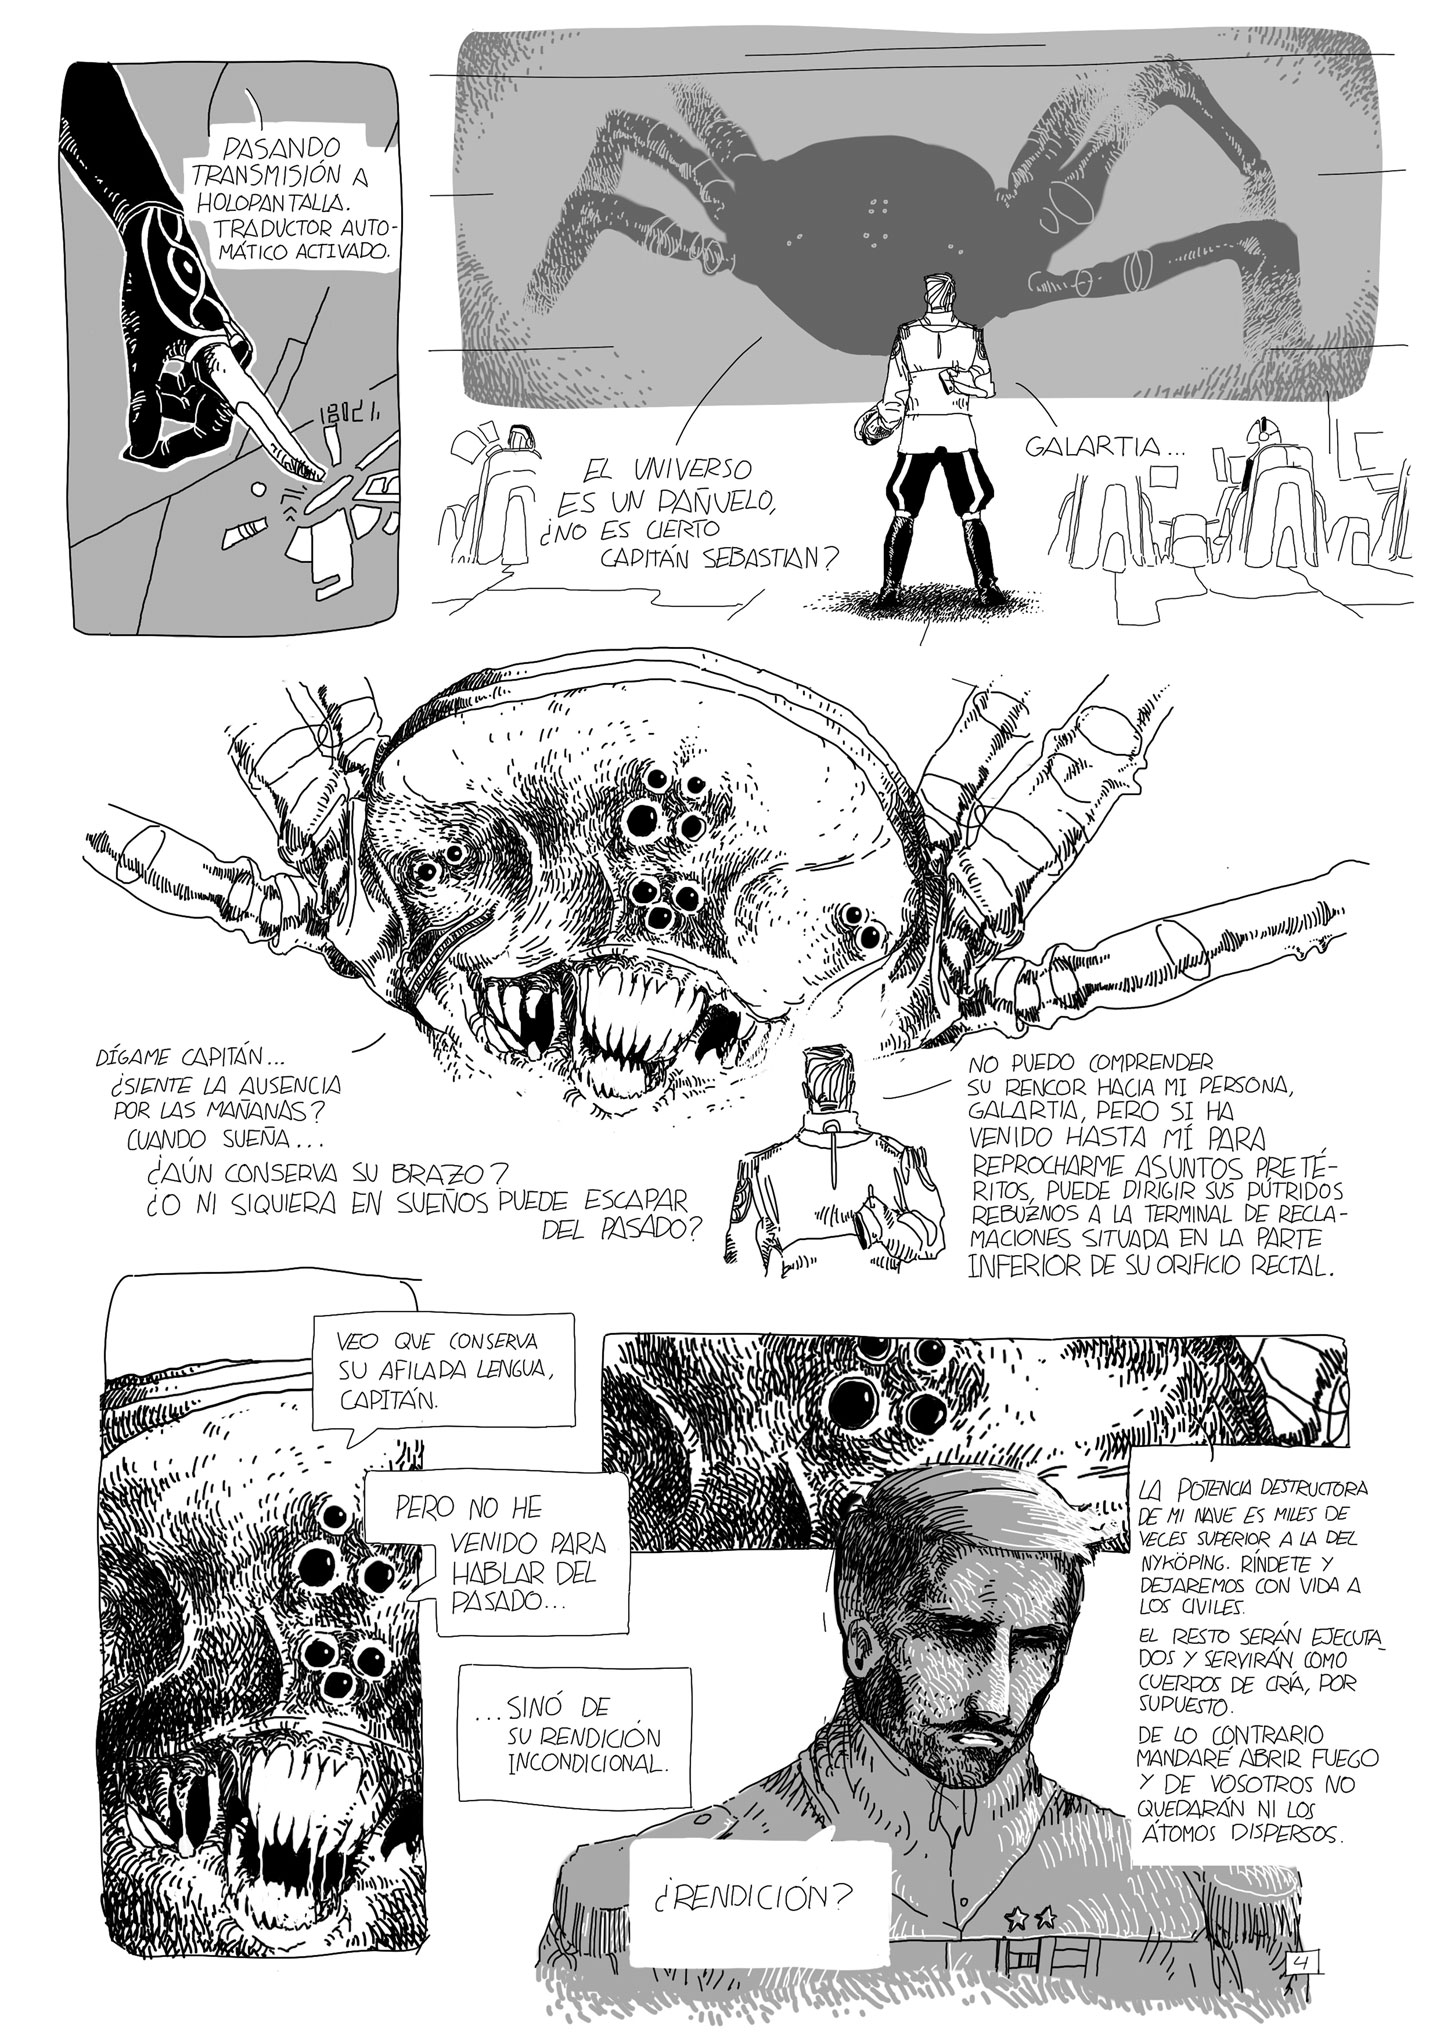 PASANDO
TRANSMISIÓN A
HOLOPANTALLA.
TRADUCTOR AUTO-
MÁTICO ACTIVADO.
EL UNIVERSO
ES UN PAÑUELO,
¿NO ES CIERTO
CAPITÁN SEBASTIAN?
GALARTIA...
DÍGAME CAPITÁN...
¿SIENTE LA AUSENCIA
POR LAS MAÑANAS?
CUANDO SUEÑA...
¿AÚN CONSERVA SU BRAZO?
¿O NI SIQUIERA EN SUEÑOS PUEDE ESCAPAR
DEL PASADO?
NO PUEDO COMPRENDER
SU RENCOR HACIA MI PERSONA,
GALARTIA, PERO SI HA
VENIDO HASTA MÍ PARA
REPROCHARME ASUNTOS PRETÉ-
RITOS, PUEDE DIRIGIR SUS PÚTRIDOS
REBUZNOS A LA TERMINAL DE RECLA-
MACIONES SITUADA EN LA PARTE
INFERIOR DE SU ORIFICIO RECTAL.
VEO QUE CONSERVA
SU AFILADA LENGUA,
CAPITÁN.
PERO NO HE
VENIDO PARA
HABLAR DEL
PASADO...
...SINÓ DE
SU RENDICIÓN
INCONDICIONAL.
LA POTENCIA DESTRUCTORA
DE MI NAVE ES MILES DE
VECES SUPERIOR A LA DEL
NYKÖPING. RÍNDETE Y
DEJAREMOS CON VIDA A
LOS CIVILES.
EL RESTO SERÁN EJECUTA-
DOS Y SERVIRÁN COMO
CUERPOS DE CRÍA, POR
SUPUESTO.
DE LO CONTRARIO
MANDARÉ ABRIR FUEGO
Y DE VOSOTROS NO
QUEDARÁN NI LOS
ÁTOMOS DISPERSOS.
¿RENDICIÓN?
4